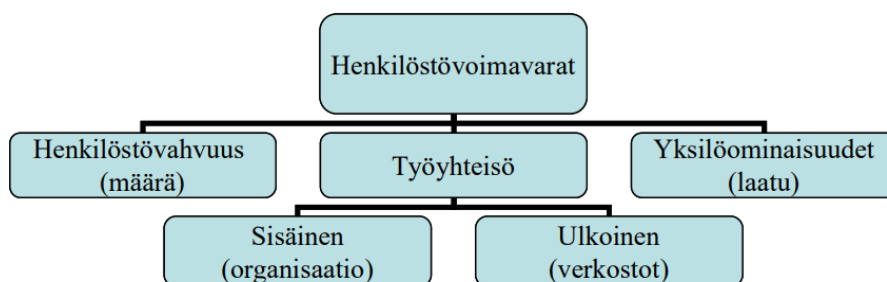 Henkilöstövoimavarat
Henkilöstövahvuus
(määrä)
Työyhteisö
Yksilöominaisuudet
(laatu)
Sisäinen
(organisaatio)
Ulkoinen
(verkostot)